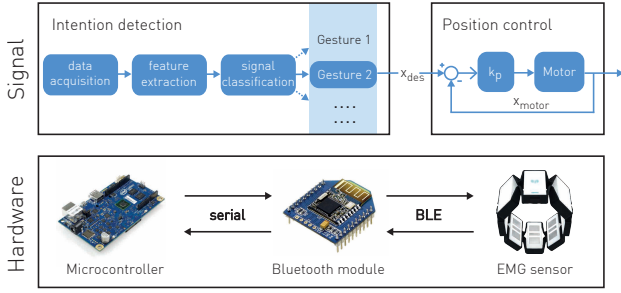 Signal
Intention detection
data
acquisition
feature
extraction
signal
classification
Gesture 1
Gesture 2
....
....
x_des
Position control
+
−
k_p
Motor
x_motor
Hardware
serial
BLE
Microcontroller
Bluetooth module
EMG sensor